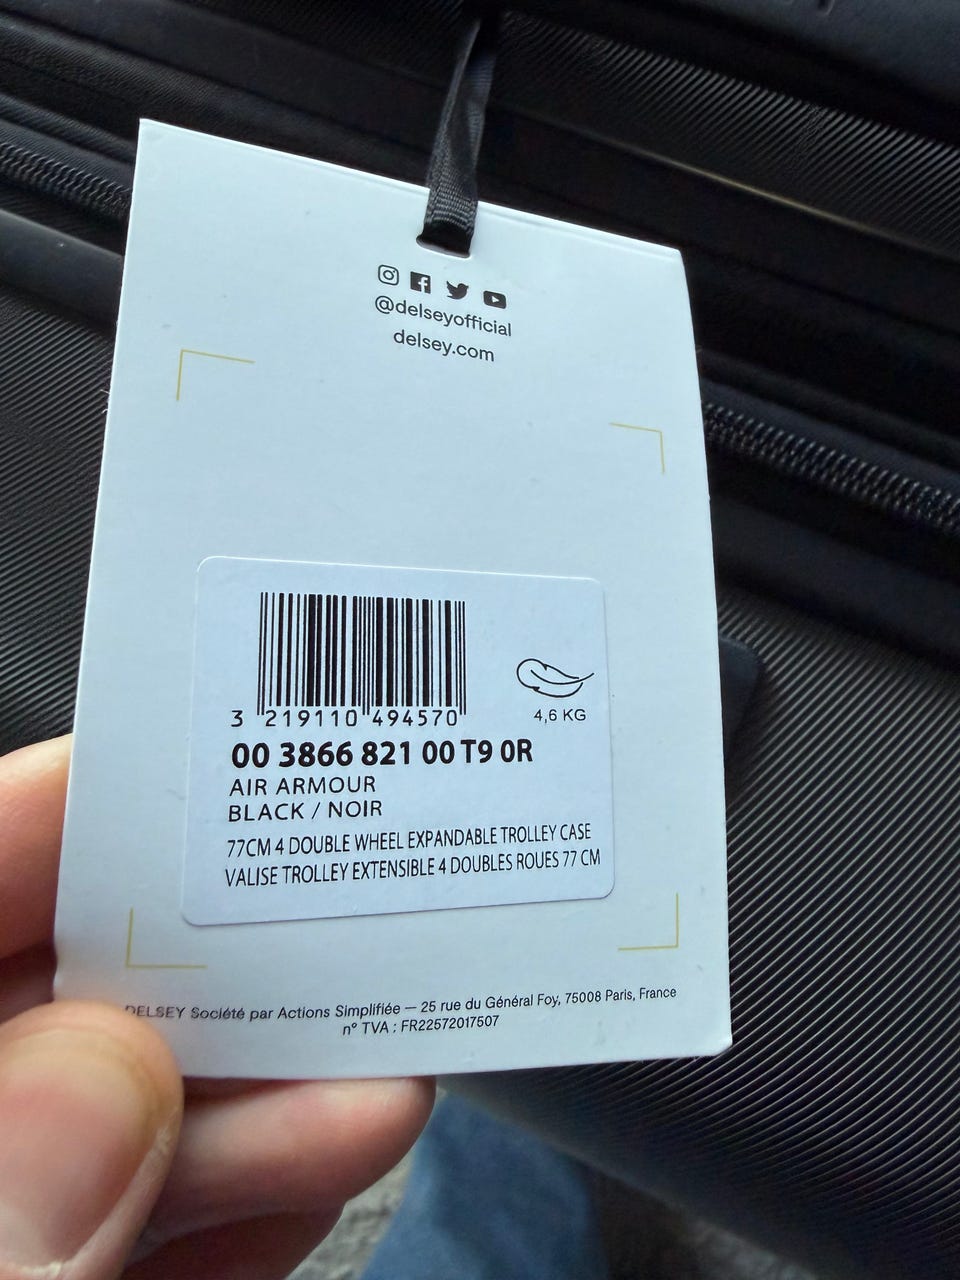 @delseyofficial
delsey.com
3 219110 494570
4,6 KG
00 3866 821 00 T9 0R
AIR ARMOUR
BLACK / NOIR
77CM 4 DOUBLE WHEEL EXPANDABLE TROLLEY CASE
VALISE TROLLEY EXTENSIBLE 4 DOUBLES ROUES 77 CM
DELSEY Société par Actions Simplifiée — 25 rue du Général Foy, 75008 Paris, France
n° TVA : FR22572017507